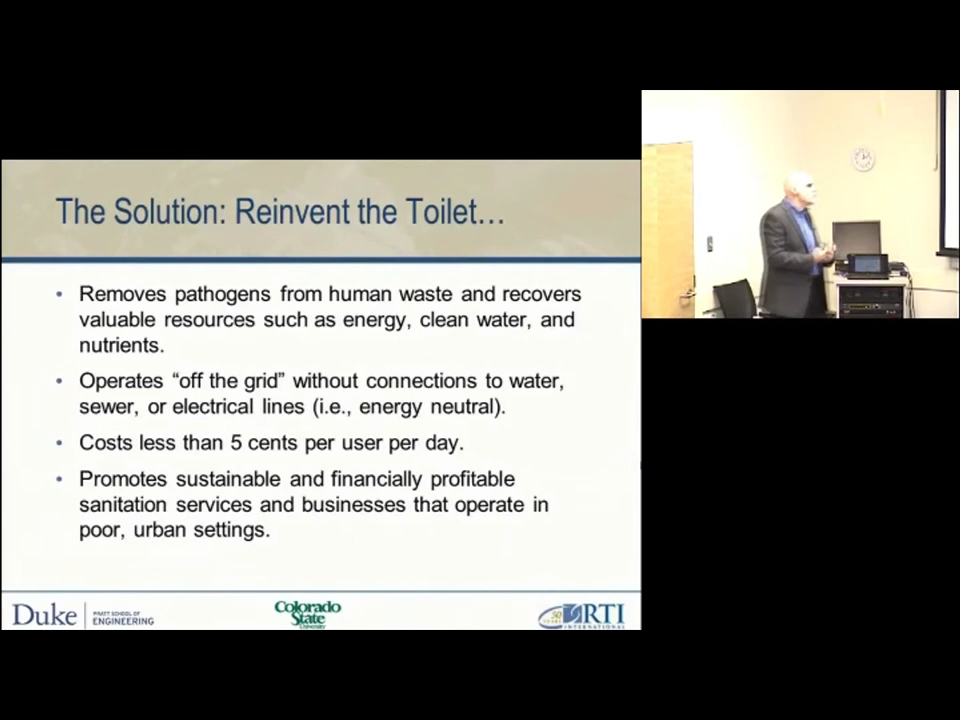 The Solution: Reinvent the Toilet…
• Removes pathogens from human waste and recovers
valuable resources such as energy, clean water, and
nutrients.
• Operates “off the grid” without connections to water,
sewer, or electrical lines (i.e., energy neutral).
• Costs less than 5 cents per user per day.
• Promotes sustainable and financially profitable
sanitation services and businesses that operate in
poor, urban settings.
Duke PRATT SCHOOL OF
ENGINEERING
Colorado
State
University
50 YEARS RTI
INTERNATIONAL